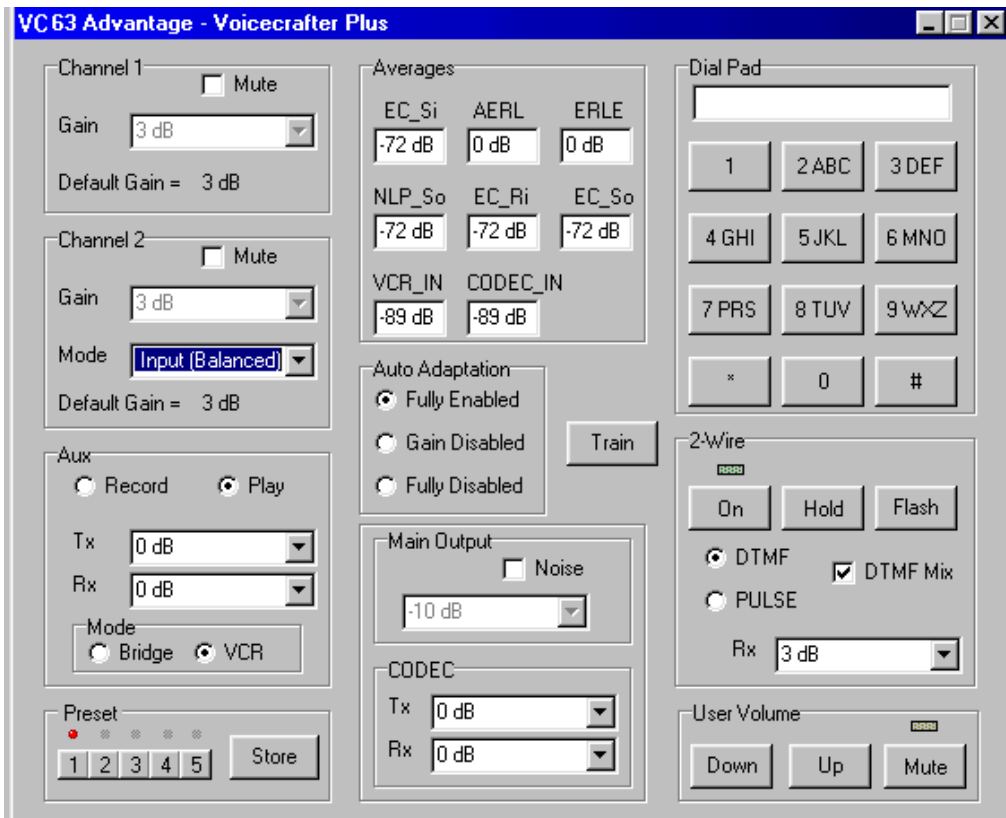 VC63 Advantage - Voicecrafter Plus
Channel 1
Mute
Gain 3 dB
Default Gain = 3 dB
Channel 2
Mute
Gain 3 dB
Mode Input (Balanced)
Default Gain = 3 dB
Aux
Record Play
Tx 0 dB
Rx 0 dB
Mode
Bridge VCR
Preset
1 2 3 4 5 Store
Averages
EC_Si AERL ERLE
-72 dB 0 dB 0 dB
NLP_So EC_Ri EC_So
-72 dB -72 dB -72 dB
VCR_IN CODEC_IN
-89 dB -89 dB
Auto Adaptation
Fully Enabled
Gain Disabled
Fully Disabled
Train
Main Output
Noise
-10 dB
CODEC
Tx 0 dB
Rx 0 dB
Dial Pad
1 2 ABC 3 DEF
4 GHI 5 JKL 6 MNO
7 PRS 8 TUV 9 WXZ
* 0 #
2-Wire
On Hold Flash
DTMF
DTMF Mix
PULSE
Rx 3 dB
User Volume
Down Up Mute